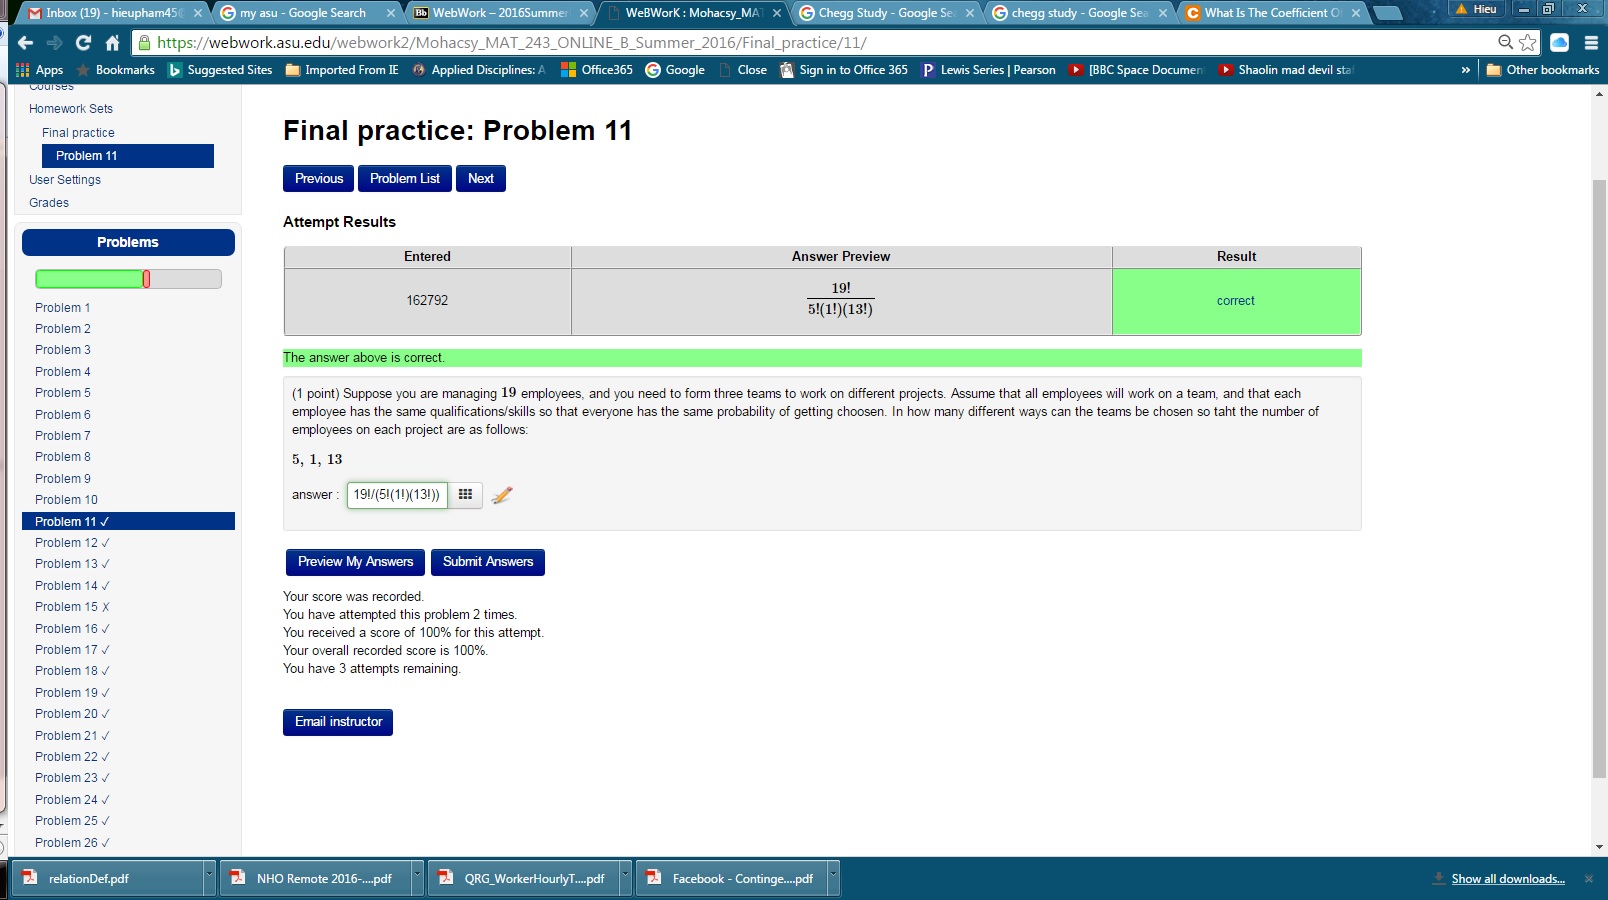 Inbox (19) - hieupham45@
my asu - Google Search
Bb WebWork – 2016Summer
WeBWorK : Mohacsy_MAT
Chegg Study - Google Se
chegg study - Google Sea
What Is The Coefficient O
Hieu
https://webwork.asu.edu/webwork2/Mohacsy_MAT_243_ONLINE_B_Summer_2016/Final_practice/11/
Apps Bookmarks Suggested Sites Imported From IE Applied Disciplines: A Office365 Google Close Sign in to Office 365 Lewis Series | Pearson [BBC Space Documen Shaolin mad devil staf » Other bookmarks
Courses
Homework Sets
Final practice
Problem 11
User Settings
Grades
Problems
Problem 1
Problem 2
Problem 3
Problem 4
Problem 5
Problem 6
Problem 7
Problem 8
Problem 9
Problem 10
Problem 11 ✓
Problem 12 ✓
Problem 13 ✓
Problem 14 ✓
Problem 15 ✗
Problem 16 ✓
Problem 17 ✓
Problem 18 ✓
Problem 19 ✓
Problem 20 ✓
Problem 21 ✓
Problem 22 ✓
Problem 23 ✓
Problem 24 ✓
Problem 25 ✓
Problem 26 ✓
Final practice: Problem 11
Previous Problem List Next
Attempt Results
Entered Answer Preview Result
162792 19! / 5!(1!)(13!) correct
The answer above is correct.
(1 point) Suppose you are managing 19 employees, and you need to form three teams to work on different projects. Assume that all employees will work on a team, and that each
employee has the same qualifications/skills so that everyone has the same probability of getting choosen. In how many different ways can the teams be chosen so taht the number of
employees on each project are as follows:
5, 1, 13
answer : 19!/(5!(1!)(13!))
Preview My Answers Submit Answers
Your score was recorded.
You have attempted this problem 2 times.
You received a score of 100% for this attempt.
Your overall recorded score is 100%.
You have 3 attempts remaining.
Email instructor
relationDef.pdf
NHO Remote 2016-....pdf
QRG_WorkerHourlyT....pdf
Facebook - Continge....pdf
Show all downloads...